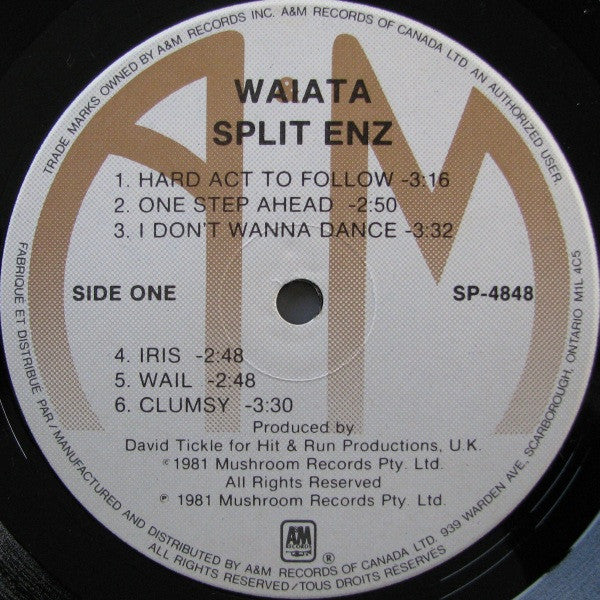 TRADE MARKS OWNED BY A&M RECORDS INC. A&M RECORDS OF CANADA LTD. AN AUTHORIZED USER.
WAIATA
SPLIT ENZ
1. HARD ACT TO FOLLOW -3:16
2. ONE STEP AHEAD -2:50
3. I DON'T WANNA DANCE -3:32
SIDE ONE
SP-4848
4. IRIS -2:48
5. WAIL -2:48
6. CLUMSY -3:30
Produced by
David Tickle for Hit & Run Productions, U.K.
© 1981 Mushroom Records Pty. Ltd.
All Rights Reserved
℗ 1981 Mushroom Records Pty. Ltd.
A&M
RECORDS
®
FABRIQUE ET DISTRIBUÉ PAR/MANUFACTURED AND DISTRIBUTED BY A&M RECORDS OF CANADA LTD. 939 WARDEN AVE, SCARBOROUGH, ONTARIO M1L 4C5
ALL RIGHTS RESERVED/TOUS DROITS RÉSERVÉS
A&M